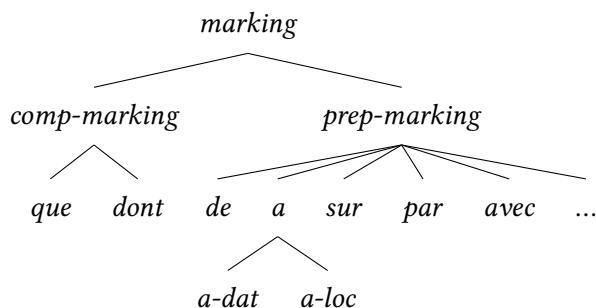 marking
comp-marking prep-marking
que dont de a sur par avec ...
a-dat a-loc